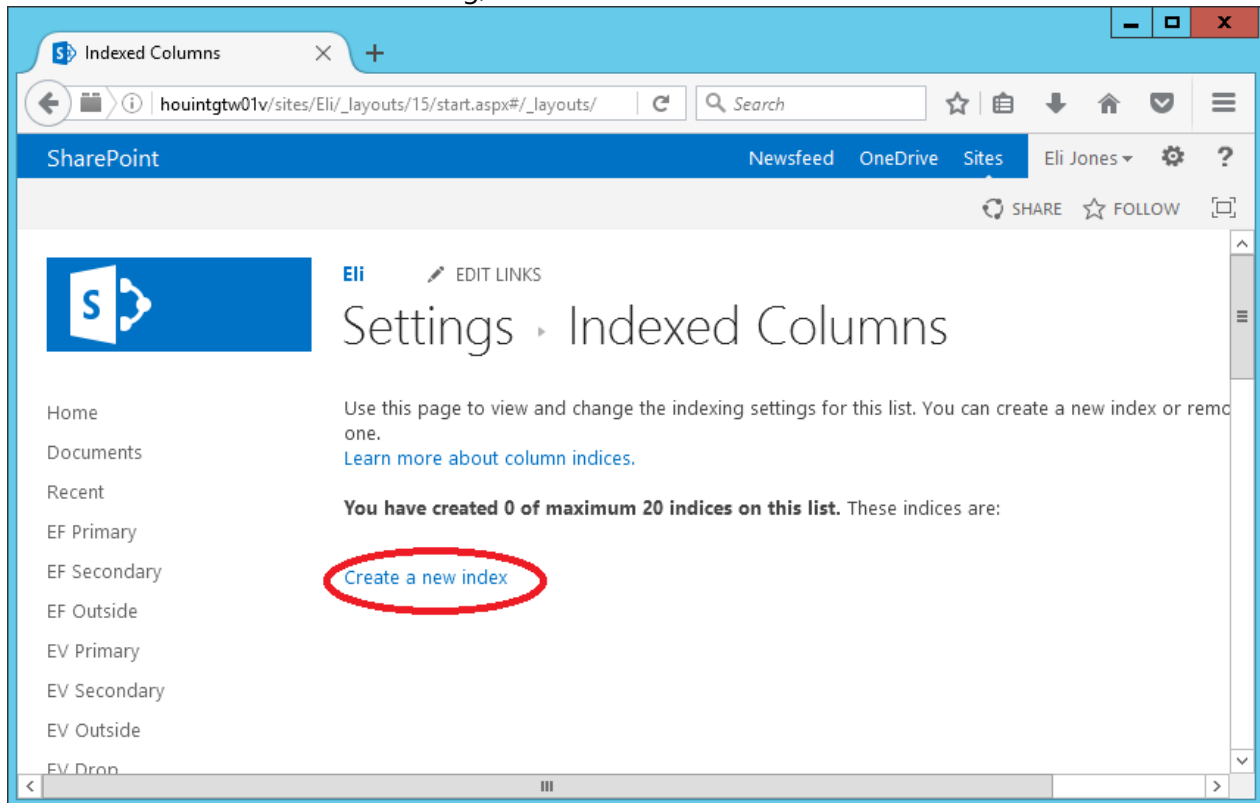 Indexed Columns
houintgtw01v/sites/Eli/_layouts/15/start.aspx#/_layouts/
Search
SharePoint
Newsfeed OneDrive Sites Eli Jones ?
SHARE FOLLOW
S
Eli EDIT LINKS
Settings Indexed Columns
Use this page to view and change the indexing settings for this list. You can create a new index or remo
one.
Learn more about column indices.
You have created 0 of maximum 20 indices on this list. These indices are:
Create a new index
Home
Documents
Recent
EF Primary
EF Secondary
EF Outside
EV Primary
EV Secondary
EV Outside
EV Drop